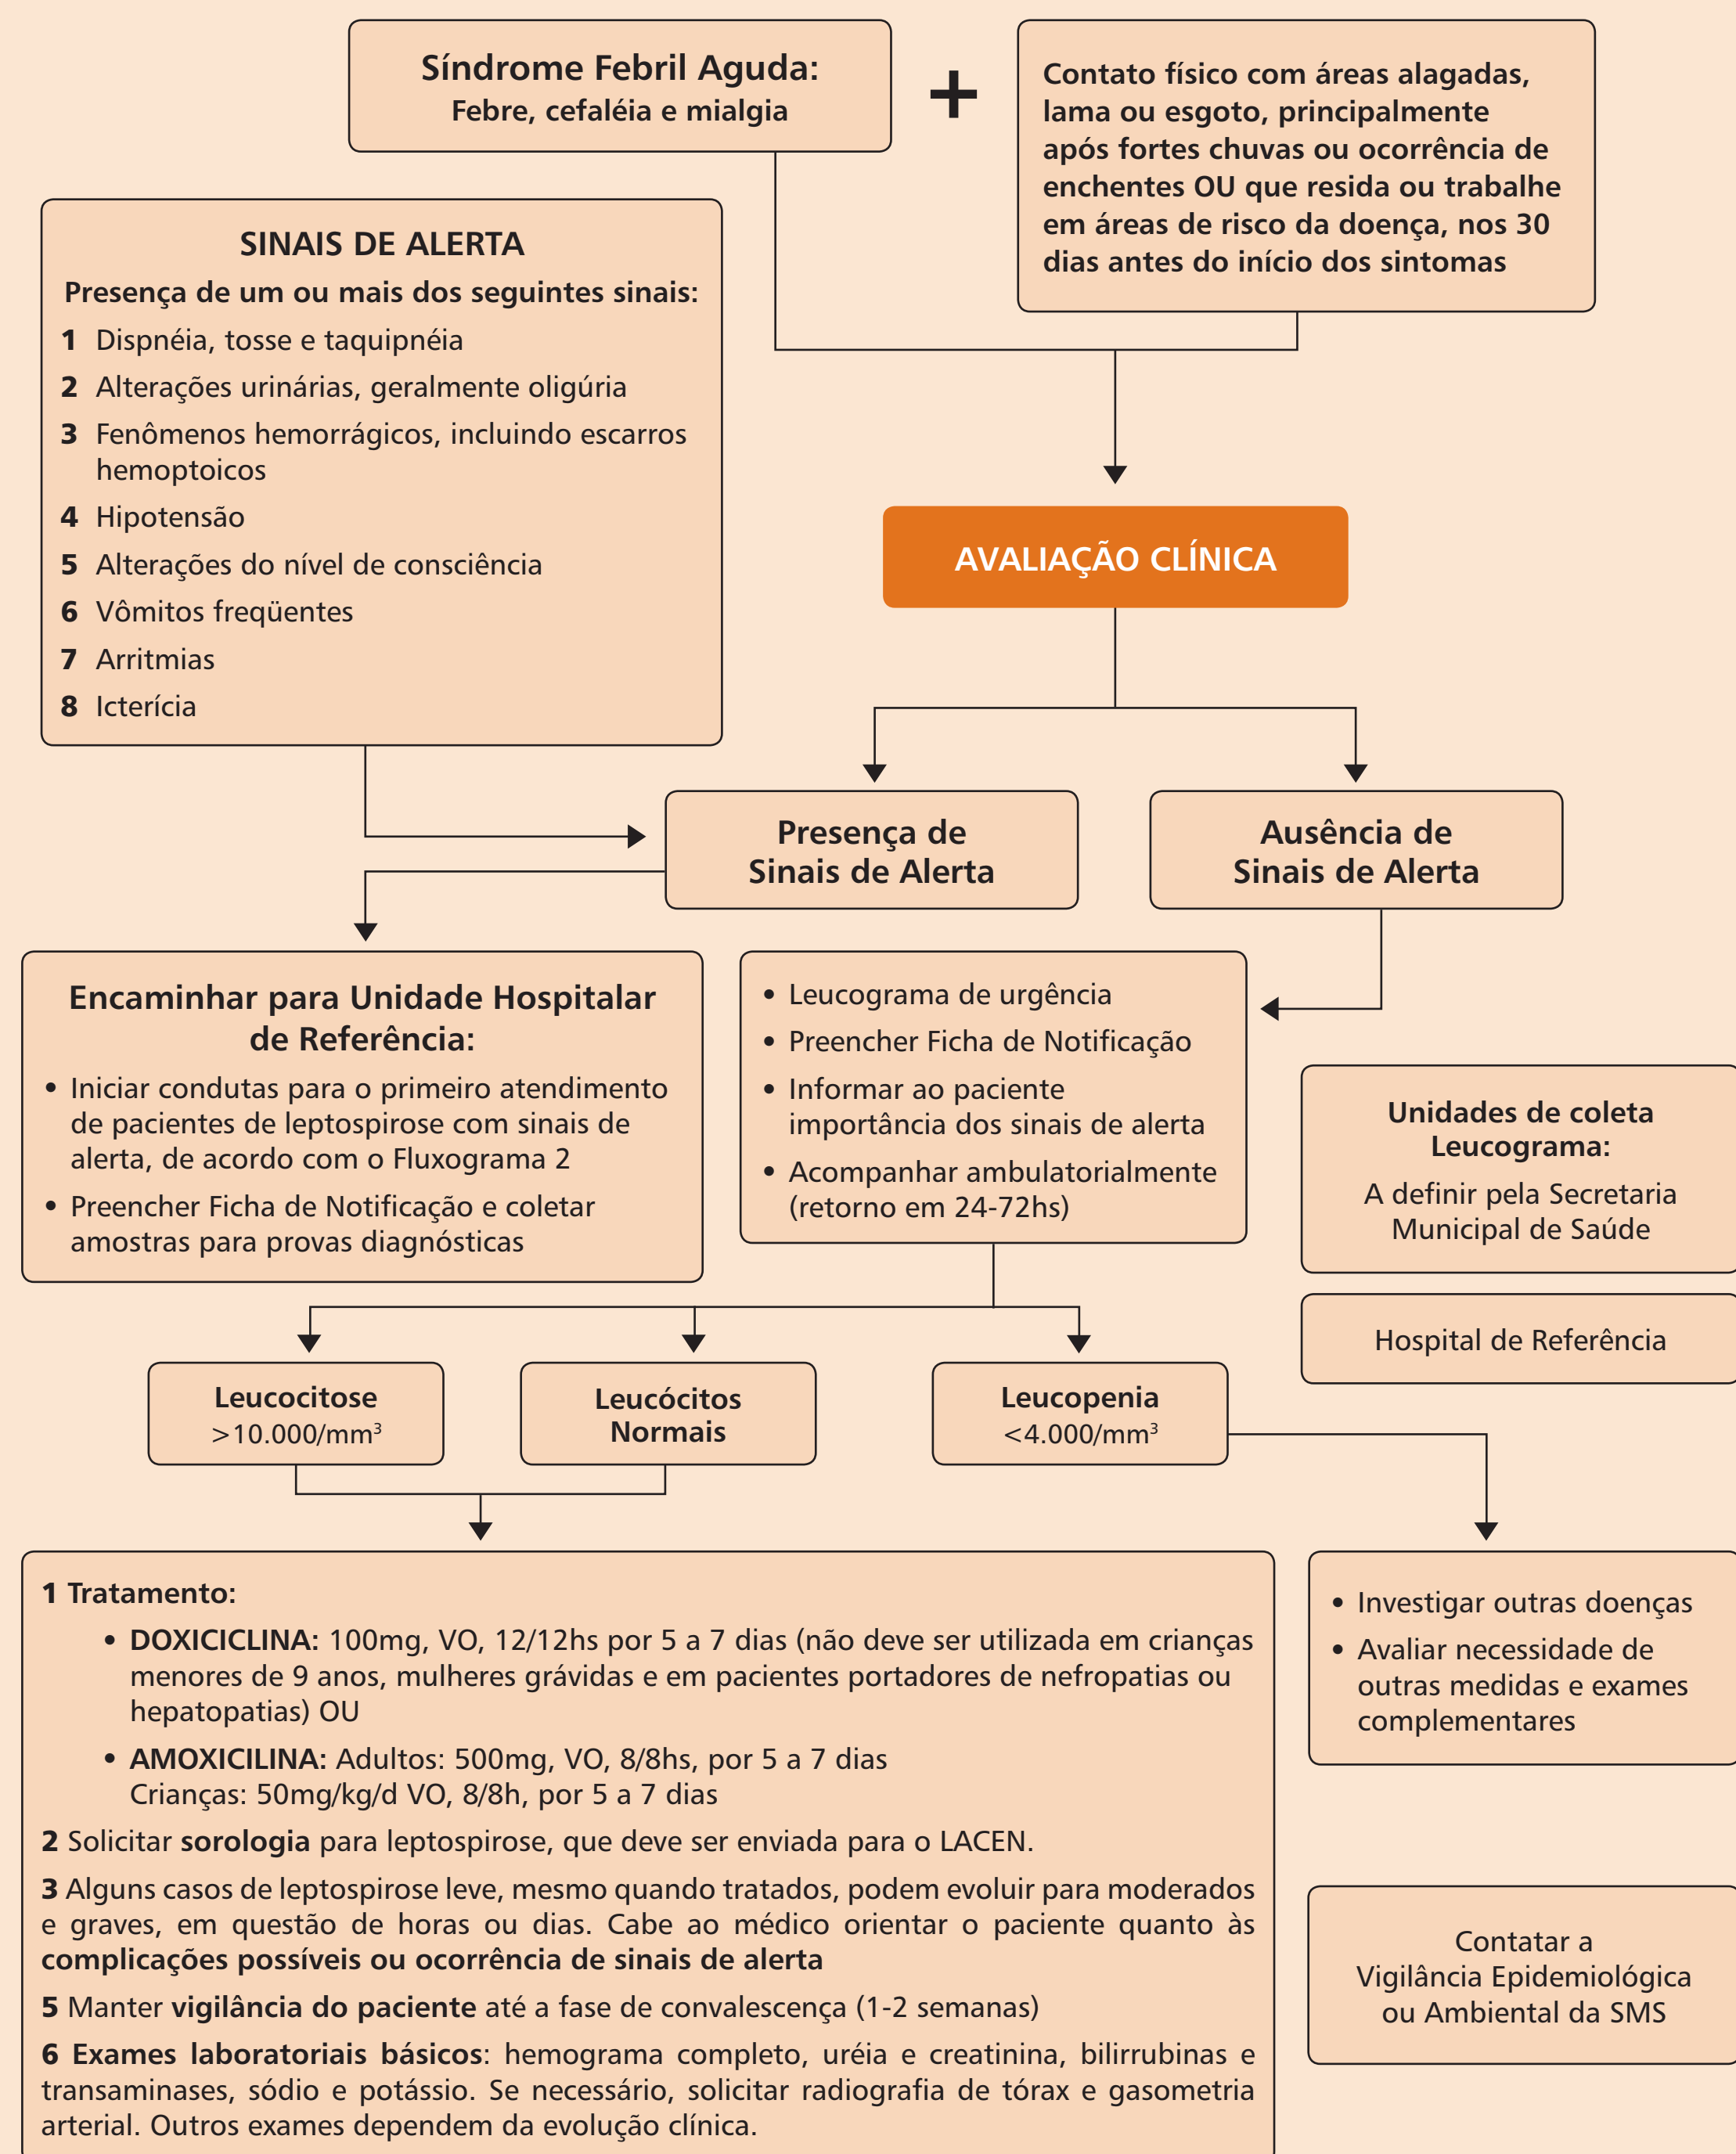 Síndrome Febril Aguda:
Febre, cefaléia e mialgia
+
Contato físico com áreas alagadas,
lama ou esgoto, principalmente
após fortes chuvas ou ocorrência de
enchentes OU que resida ou trabalhe
em áreas de risco da doença, nos 30
dias antes do início dos sintomas
SINAIS DE ALERTA
Presença de um ou mais dos seguintes sinais:
1 Dispnéia, tosse e taquipnéia
2 Alterações urinárias, geralmente oligúria
3 Fenômenos hemorrágicos, incluindo escarros
hemoptoicos
4 Hipotensão
5 Alterações do nível de consciência
6 Vômitos freqüentes
7 Arritmias
8 Icterícia
AVALIAÇÃO CLÍNICA
Presença de
Sinais de Alerta
Ausência de
Sinais de Alerta
Encaminhar para Unidade Hospitalar
de Referência:
• Iniciar condutas para o primeiro atendimento
de pacientes de leptospirose com sinais de
alerta, de acordo com o Fluxograma 2
• Preencher Ficha de Notificação e coletar
amostras para provas diagnósticas
• Leucograma de urgência
• Preencher Ficha de Notificação
• Informar ao paciente
importância dos sinais de alerta
• Acompanhar ambulatorialmente
(retorno em 24-72hs)
Unidades de coleta
Leucograma:
A definir pela Secretaria
Municipal de Saúde
Hospital de Referência
Leucocitose
>10.000/mm³
Leucócitos
Normais
Leucopenia
<4.000/mm³
1 Tratamento:
• DOXICICLINA: 100mg, VO, 12/12hs por 5 a 7 dias (não deve ser utilizada em crianças
menores de 9 anos, mulheres grávidas e em pacientes portadores de nefropatias ou
hepatopatias) OU
• AMOXICILINA: Adultos: 500mg, VO, 8/8hs, por 5 a 7 dias
Crianças: 50mg/kg/d VO, 8/8h, por 5 a 7 dias
2 Solicitar sorologia para leptospirose, que deve ser enviada para o LACEN.
3 Alguns casos de leptospirose leve, mesmo quando tratados, podem evoluir para moderados
e graves, em questão de horas ou dias. Cabe ao médico orientar o paciente quanto às
complicações possíveis ou ocorrência de sinais de alerta
5 Manter vigilância do paciente até a fase de convalescença (1-2 semanas)
6 Exames laboratoriais básicos: hemograma completo, uréia e creatinina, bilirrubinas e
transaminases, sódio e potássio. Se necessário, solicitar radiografia de tórax e gasometria
arterial. Outros exames dependem da evolução clínica.
• Investigar outras doenças
• Avaliar necessidade de
outras medidas e exames
complementares
Contatar a
Vigilância Epidemiológica
ou Ambiental da SMS